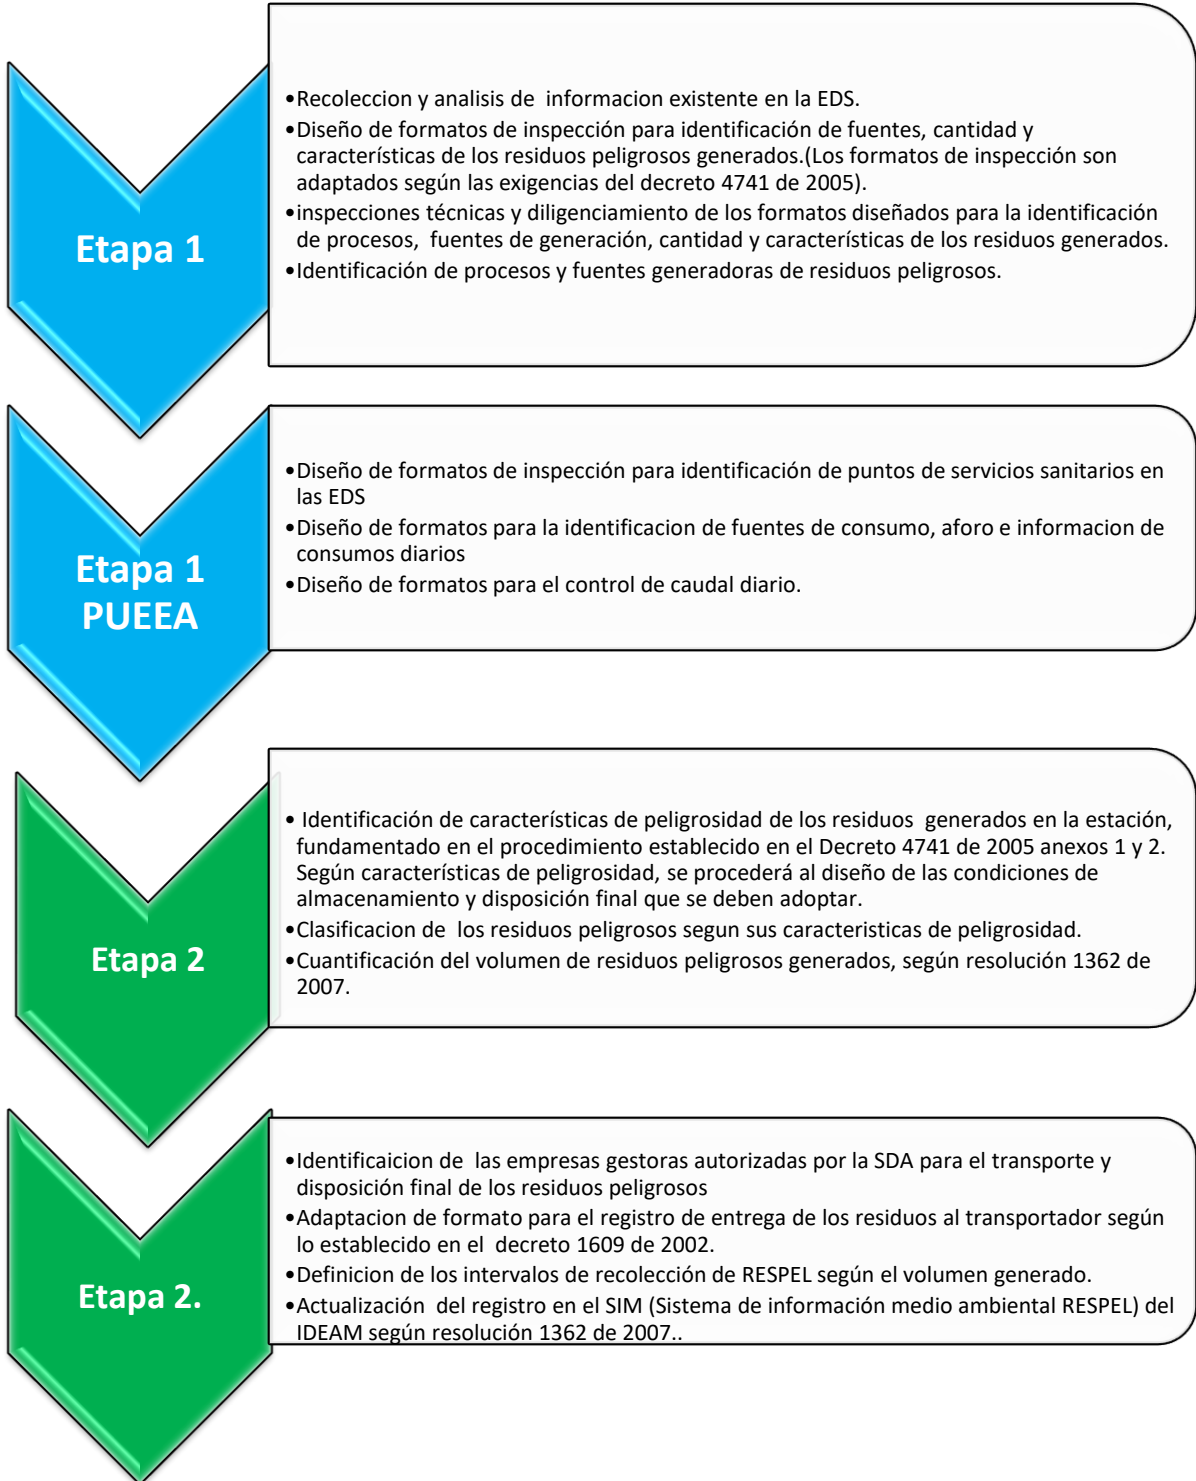 Etapa 1
•Recoleccion y analisis de informacion existente en la EDS.
•Diseño de formatos de inspección para identificación de fuentes, cantidad y
características de los residuos peligrosos generados.(Los formatos de inspección son
adaptados según las exigencias del decreto 4741 de 2005).
•inspecciones técnicas y diligenciamiento de los formatos diseñados para la identificación
de procesos, fuentes de generación, cantidad y características de los residuos generados.
•Identificación de procesos y fuentes generadoras de residuos peligrosos.
Etapa 1
PUEEA
•Diseño de formatos de inspección para identificación de puntos de servicios sanitarios en
las EDS
•Diseño de formatos para la identificacion de fuentes de consumo, aforo e informacion de
consumos diarios
•Diseño de formatos para el control de caudal diario.
Etapa 2
• Identificación de características de peligrosidad de los residuos generados en la estación,
fundamentado en el procedimiento establecido en el Decreto 4741 de 2005 anexos 1 y 2.
Según características de peligrosidad, se procederá al diseño de las condiciones de
almacenamiento y disposición final que se deben adoptar.
•Clasificacion de los residuos peligrosos segun sus caracteristicas de peligrosidad.
•Cuantificación del volumen de residuos peligrosos generados, según resolución 1362 de
2007.
Etapa 2.
•Identificaicion de las empresas gestoras autorizadas por la SDA para el transporte y
disposición final de los residuos peligrosos
•Adaptacion de formato para el registro de entrega de los residuos al transportador según
lo establecido en el decreto 1609 de 2002.
•Definicion de los intervalos de recolección de RESPEL según el volumen generado.
•Actualización del registro en el SIM (Sistema de información medio ambiental RESPEL) del
IDEAM según resolución 1362 de 2007..